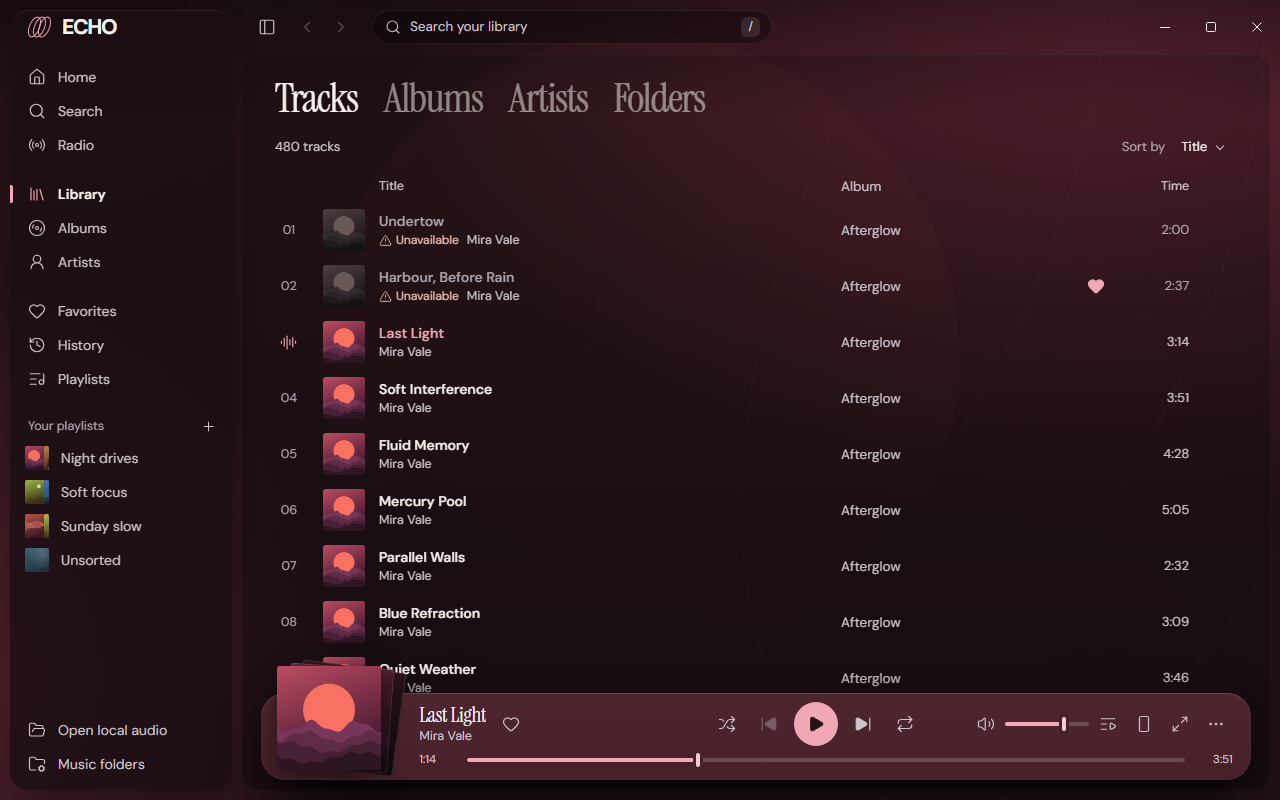 ECHO
Search your library /
Home
Search
Radio
Library
Albums
Artists
Favorites
History
Playlists
Your playlists
Night drives
Soft focus
Sunday slow
Unsorted
Open local audio
Music folders
Tracks Albums Artists Folders
480 tracks
Sort by Title
Title Album Time
01 Undertow Afterglow 2:00
Unavailable Mira Vale
02 Harbour, Before Rain Afterglow 2:37
Unavailable Mira Vale
Last Light Afterglow 3:14
Mira Vale
04 Soft Interference Afterglow 3:51
Mira Vale
05 Fluid Memory Afterglow 4:28
Mira Vale
06 Mercury Pool Afterglow 5:05
Mira Vale
07 Parallel Walls Afterglow 2:32
Mira Vale
08 Blue Refraction Afterglow 3:09
Mira Vale
Quiet Weather Afterglow 3:46
Vale
Last Light
Mira Vale
1:14 3:51